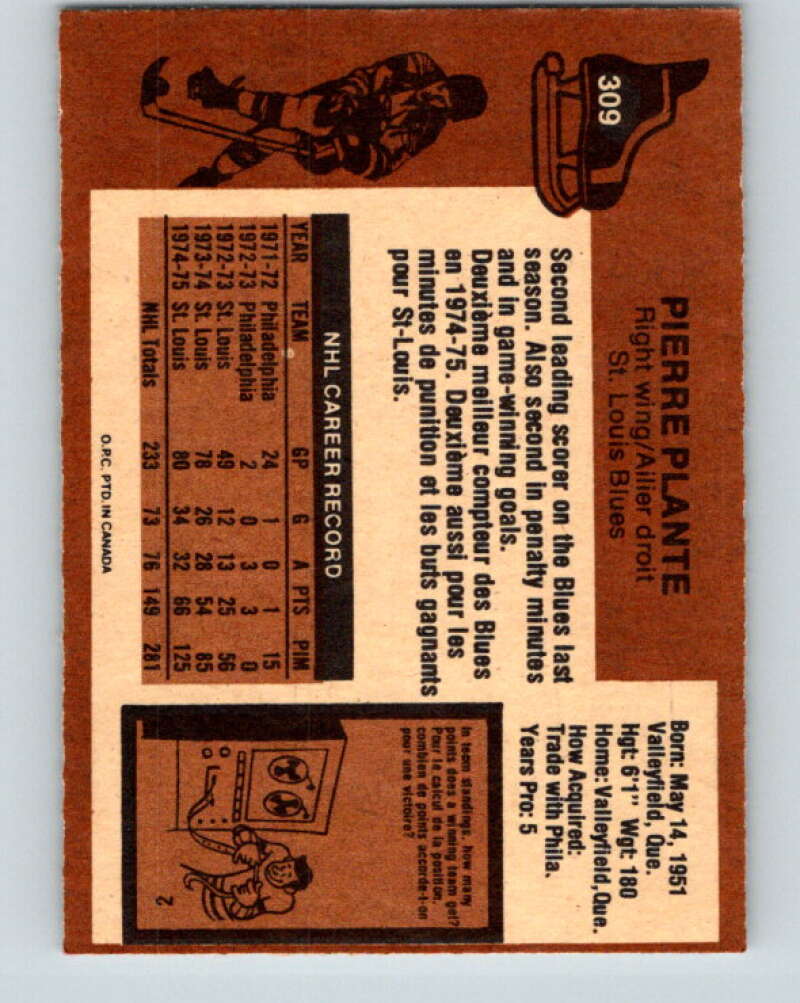 309
PIERRE PLANTE
Right wing/Ailier droit
St. Louis Blues
Born: May 14, 1951
Valleyfield, Que.
Hgt: 6'1" Wgt: 180
Home: Valleyfield, Que.
How Acquired:
Trade with Phila.
Years Pro: 5
Second leading scorer on the Blues last
season. Also second in penalty minutes
and in game-winning goals.
Deuxième meilleur compteur des Blues
en 1974-75. Deuxième aussi pour les
minutes de punition et les buts gagnants
pour St-Louis.
NHL CAREER RECORD
YEAR TEAM GP G A PTS PIM
1971-72 Philadelphia 24 1 0 1 15
1972-73 Philadelphia 2 0 3 3 0
1972-73 St. Louis 49 12 13 25 56
1973-74 St. Louis 78 26 28 54 85
1974-75 St. Louis 80 34 32 66 125
NHL Totals 233 73 76 149 281
In team standings, how many
points does a winning team get?
Pour le calcul de la position,
combien de points accorde-t-on
pour une victoire?
2
O.P.C. PTD. IN CANADA